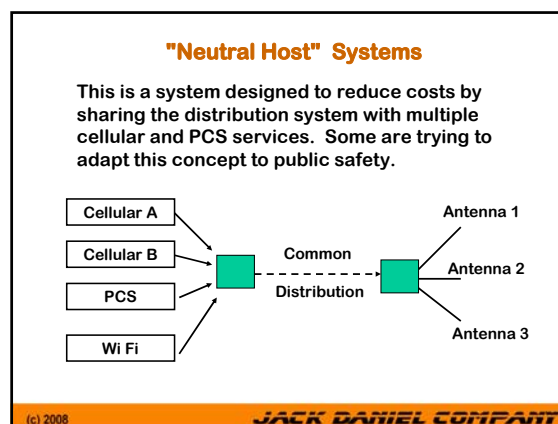 "Neutral Host" Systems
This is a system designed to reduce costs by
sharing the distribution system with multiple
cellular and PCS services. Some are trying to
adapt this concept to public safety.
Cellular A
Cellular B
PCS
Wi Fi
Common
Distribution
Antenna 1
Antenna 2
Antenna 3
(c) 2008
JACK DANIEL COMPANY